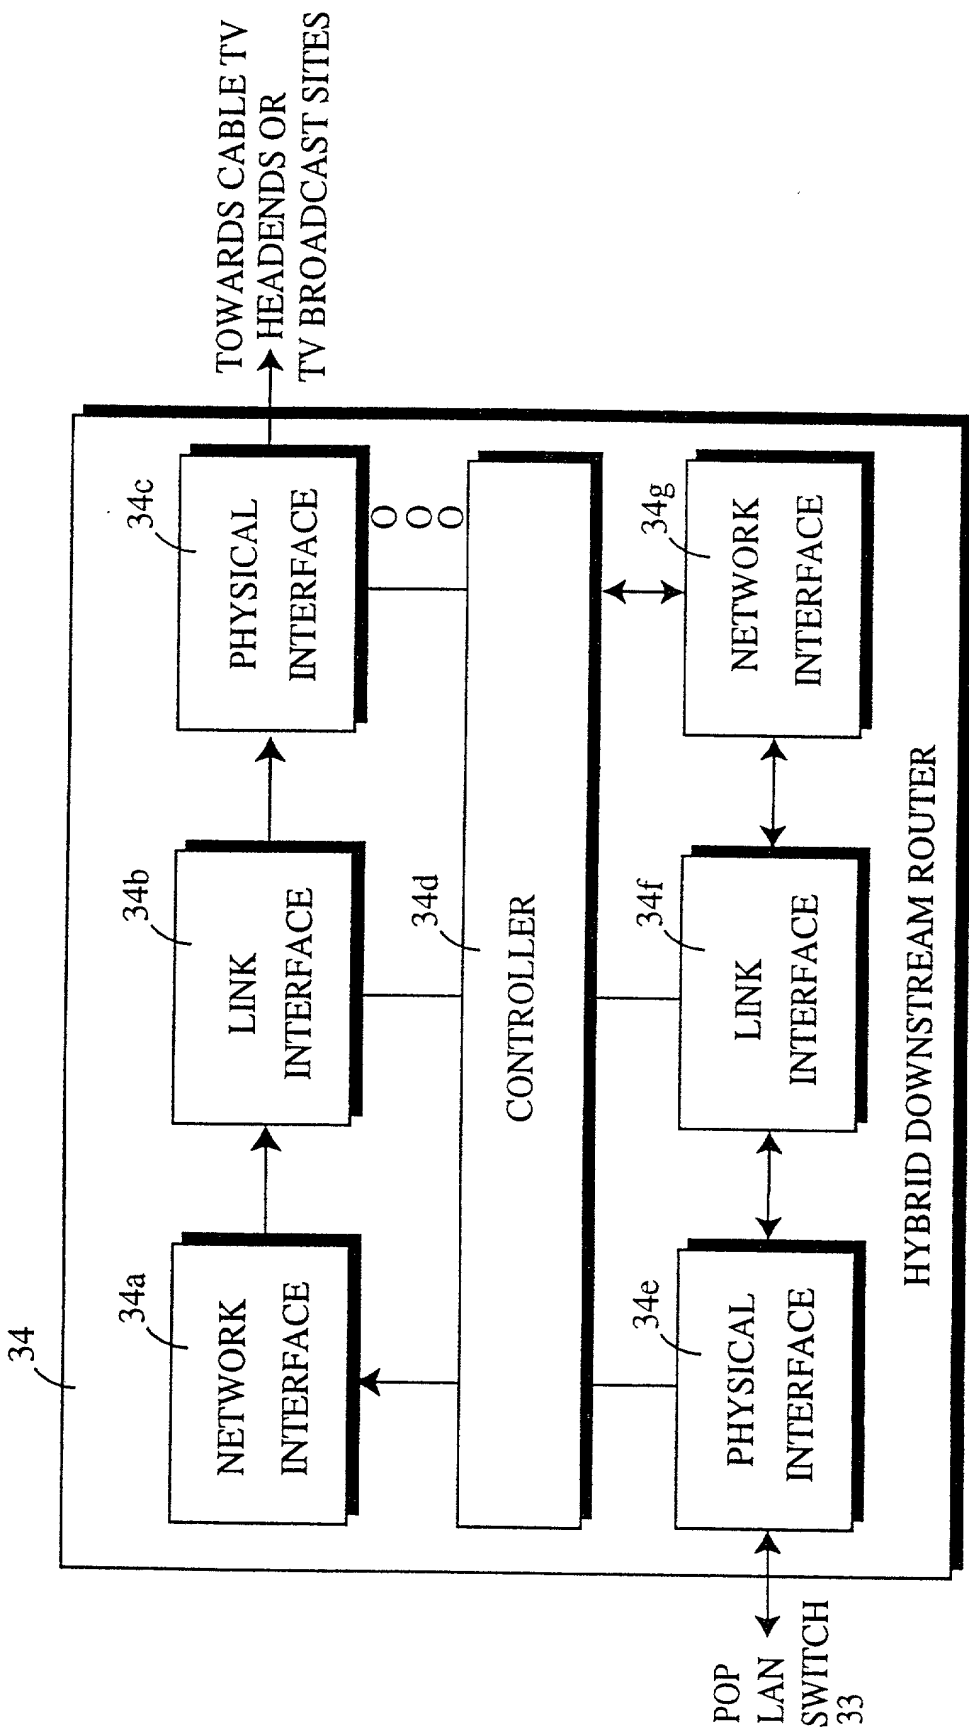 34
34a
NETWORK
INTERFACE
34b
LINK
INTERFACE
34c
PHYSICAL
INTERFACE
TOWARDS CABLE TV
HEADENDS OR
TV BROADCAST SITES
O O O
34d
CONTROLLER
34e
PHYSICAL
INTERFACE
34f
LINK
INTERFACE
34g
NETWORK
INTERFACE
POP
LAN
SWITCH
33
HYBRID DOWNSTREAM ROUTER